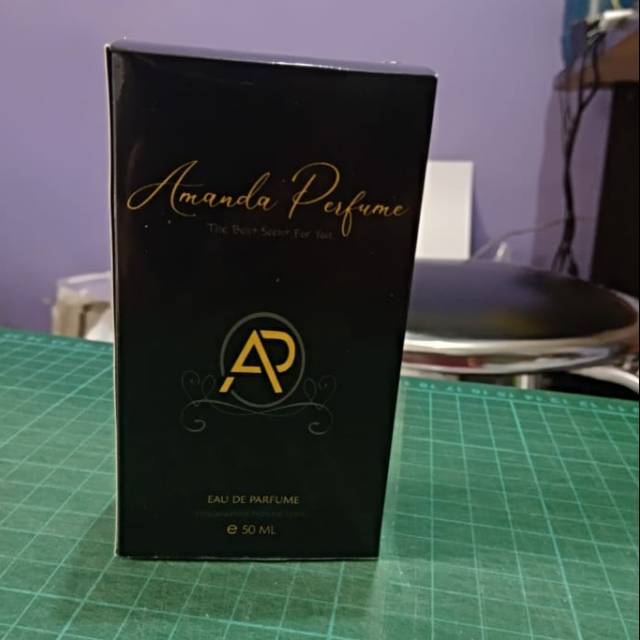 Amanda Perfume
The Best Scent For You
AP
EAU DE PARFUME
e 50 ML